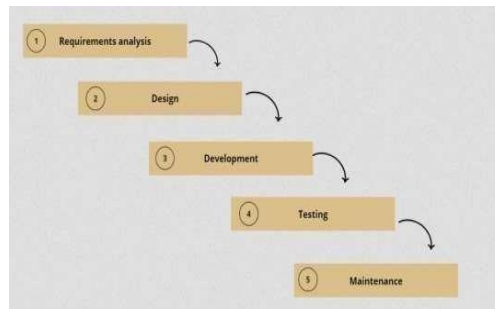 1 Requirements analysis
2 Design
3 Development
4 Testing
5 Maintenance